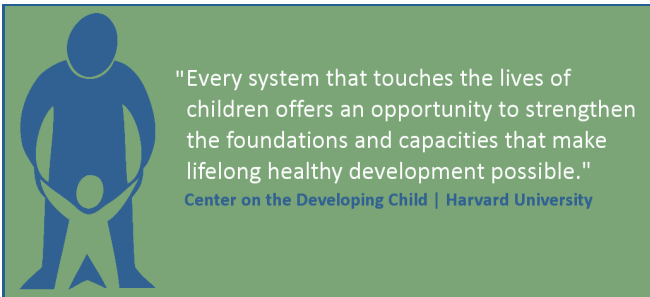 "Every system that touches the lives of
children offers an opportunity to strengthen
the foundations and capacities that make
lifelong healthy development possible."
Center on the Developing Child | Harvard University